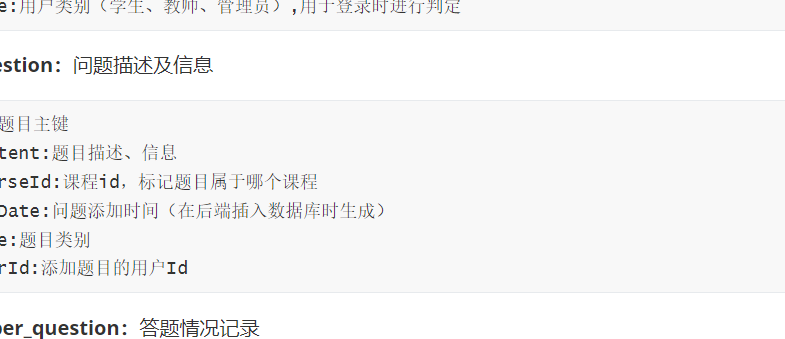 e:用户类别（学生、教师、管理员）,用于登录时进行判定
estion：问题描述及信息
题目主键
tent:题目描述、信息
rseId:课程id，标记题目属于哪个课程
Date:问题添加时间（在后端插入数据库时生成）
e:题目类别
rId:添加题目的用户Id
per_question：答题情况记录